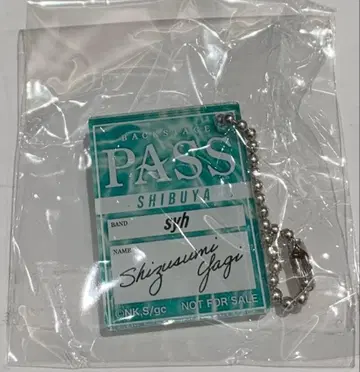 BACKSTAGE
PASS
SHIBUYA
BAND
syh
NAME
Shizusumi
Yagi
©NK,S/gc NOT FOR SALE